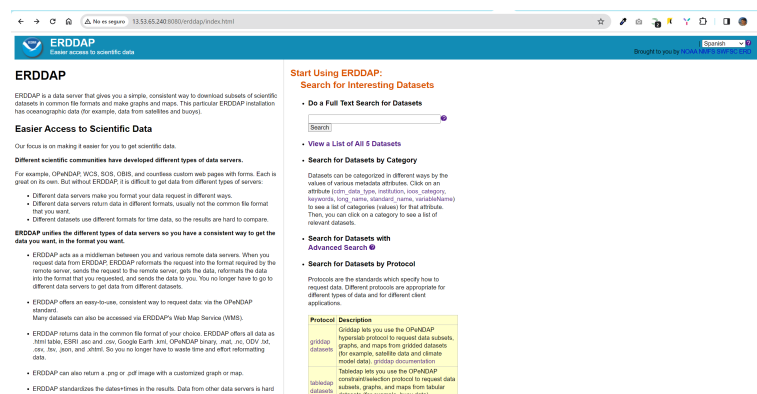 No es seguro 13.53.65.240:8080/erddap/index.html
ERDDAP
Easier access to scientific data
| Spanish
Brought to you by NOAA NMFS SWFSC ERD
ERDDAP
ERDDAP is a data server that gives you a simple, consistent way to download subsets of scientific
datasets in common file formats and make graphs and maps. This particular ERDDAP installation
has oceanographic data (for example, data from satellites and buoys).
Easier Access to Scientific Data
Our focus is on making it easier for you to get scientific data.
Different scientific communities have developed different types of data servers.
For example, OPeNDAP, WCS, SOS, OBIS, and countless custom web pages with forms. Each is
great on its own. But without ERDDAP, it is difficult to get data from different types of servers:
• Different data servers make you format your data request in different ways.
• Different data servers return data in different formats, usually not the common file format
that you want.
• Different datasets use different formats for time data, so the results are hard to compare.
ERDDAP unifies the different types of data servers so you have a consistent way to get the
data you want, in the format you want.
• ERDDAP acts as a middleman between you and various remote data servers. When you
request data from ERDDAP, ERDDAP reformats the request into the format required by the
remote server, sends the request to the remote server, gets the data, reformats the data
into the format that you requested, and sends the data to you. You no longer have to go to
different data servers to get data from different datasets.
• ERDDAP offers an easy-to-use, consistent way to request data: via the OPeNDAP
standard.
Many datasets can also be accessed via ERDDAP's Web Map Service (WMS).
• ERDDAP returns data in the common file format of your choice. ERDDAP offers all data as
.html table, ESRI .asc and .csv, Google Earth .kml, OPeNDAP binary, .mat, .nc, ODV .txt,
.csv, .tsv, .json, and .xhtml. So you no longer have to waste time and effort reformatting
data.
• ERDDAP can also return a .png or .pdf image with a customized graph or map.
• ERDDAP standardizes the dates+times in the results. Data from other data servers is hard
Start Using ERDDAP:
Search for Interesting Datasets
• Do a Full Text Search for Datasets
Search
• View a List of All 5 Datasets
• Search for Datasets by Category
Datasets can be categorized in different ways by the
values of various metadata attributes. Click on an
attribute (cdm_data_type, institution, ioos_category,
keywords, long_name, standard_name, variableName)
to see a list of categories (values) for that attribute.
Then, you can click on a category to see a list of
relevant datasets.
• Search for Datasets with
Advanced Search
• Search for Datasets by Protocol
Protocols are the standards which specify how to
request data. Different protocols are appropriate for
different types of data and for different client
applications.
Protocol Description
griddap datasets
Griddap lets you use the OPeNDAP
hyperslab protocol to request data subsets,
graphs, and maps from gridded datasets
(for example, satellite data and climate
model data). griddap documentation
tabledap datasets
Tabledap lets you use the OPeNDAP
constraint/selection protocol to request data
subsets, graphs, and maps from tabular